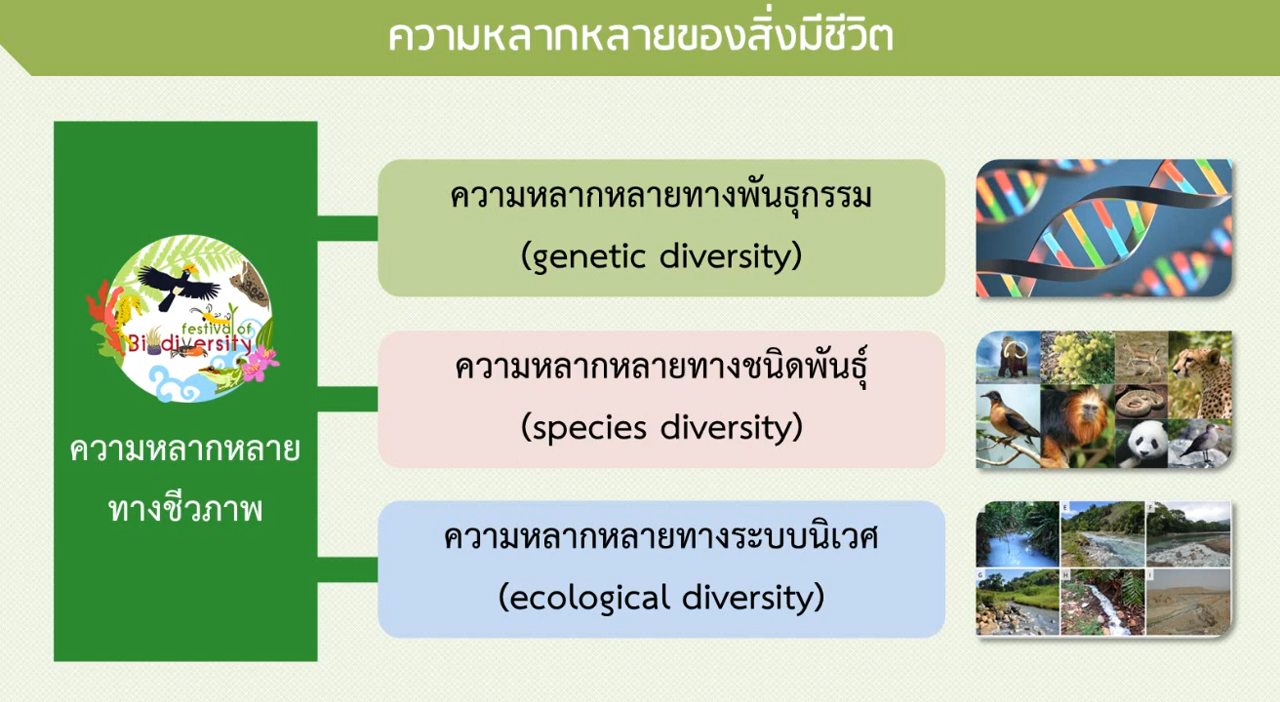 ความหลากหลายของสิ่งมีชีวิต
festival of
Biodiversity
ความหลากหลาย
ทางชีวภาพ
ความหลากหลายทางพันธุกรรม
(genetic diversity)
ความหลากหลายทางชนิดพันธุ์
(species diversity)
ความหลากหลายทางระบบนิเวศ
(ecological diversity)
E
F
G
H
I